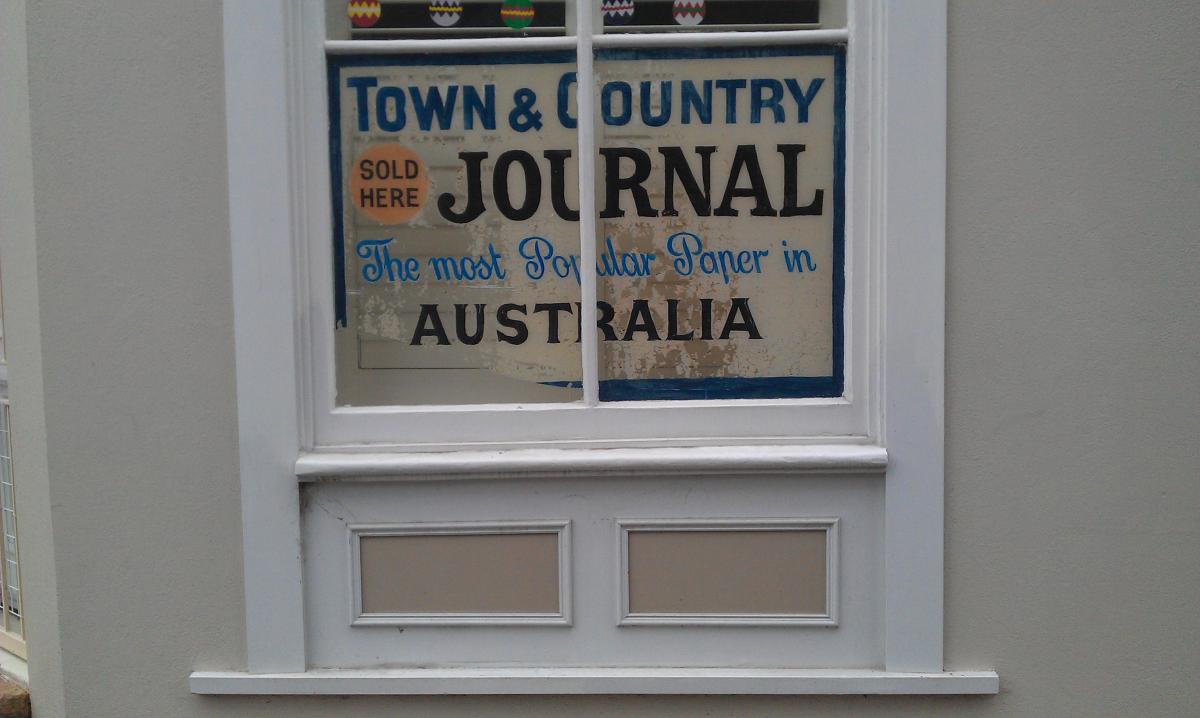 TOWN & COUNTRY
SOLD
HERE
JOURNAL
The most Popular Paper in
AUSTRALIA